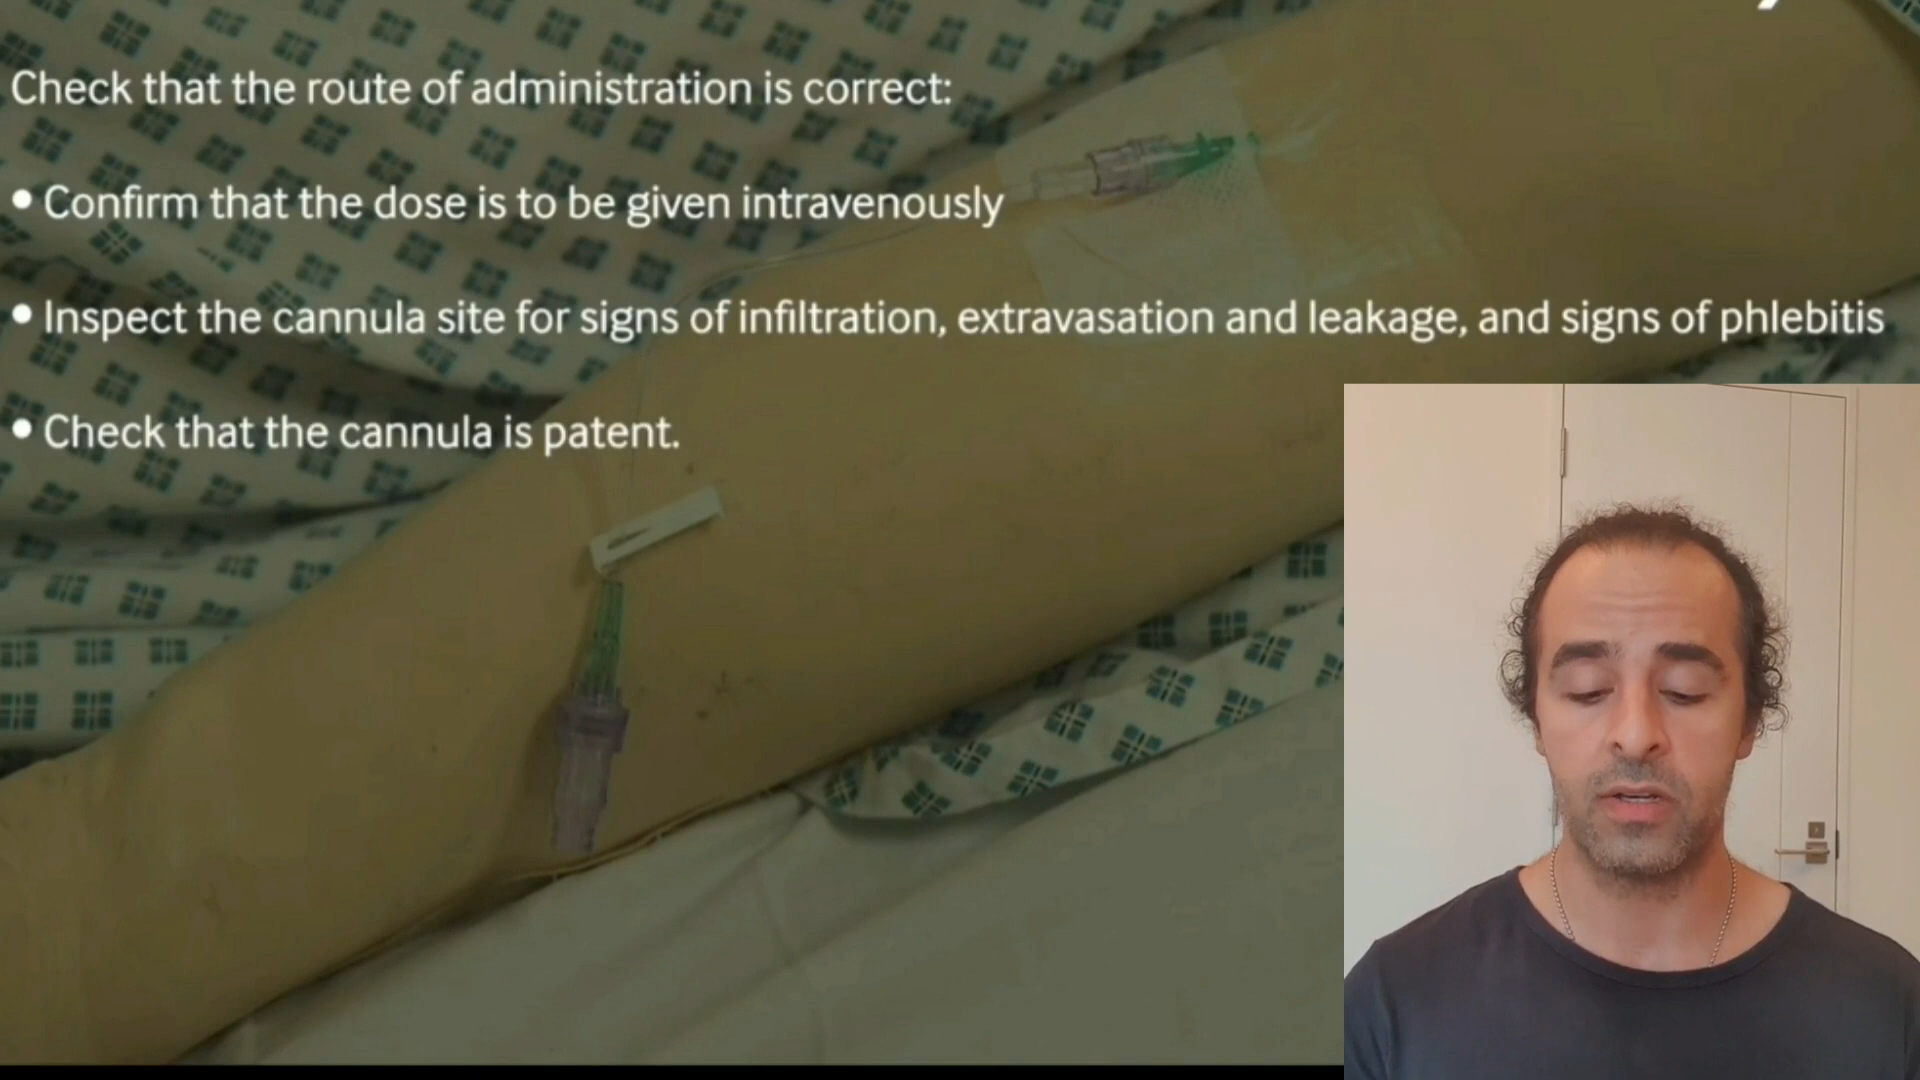 Check that the route of administration is correct:
• Confirm that the dose is to be given intravenously
• Inspect the cannula site for signs of infiltration, extravasation and leakage, and signs of phlebitis
• Check that the cannula is patent.